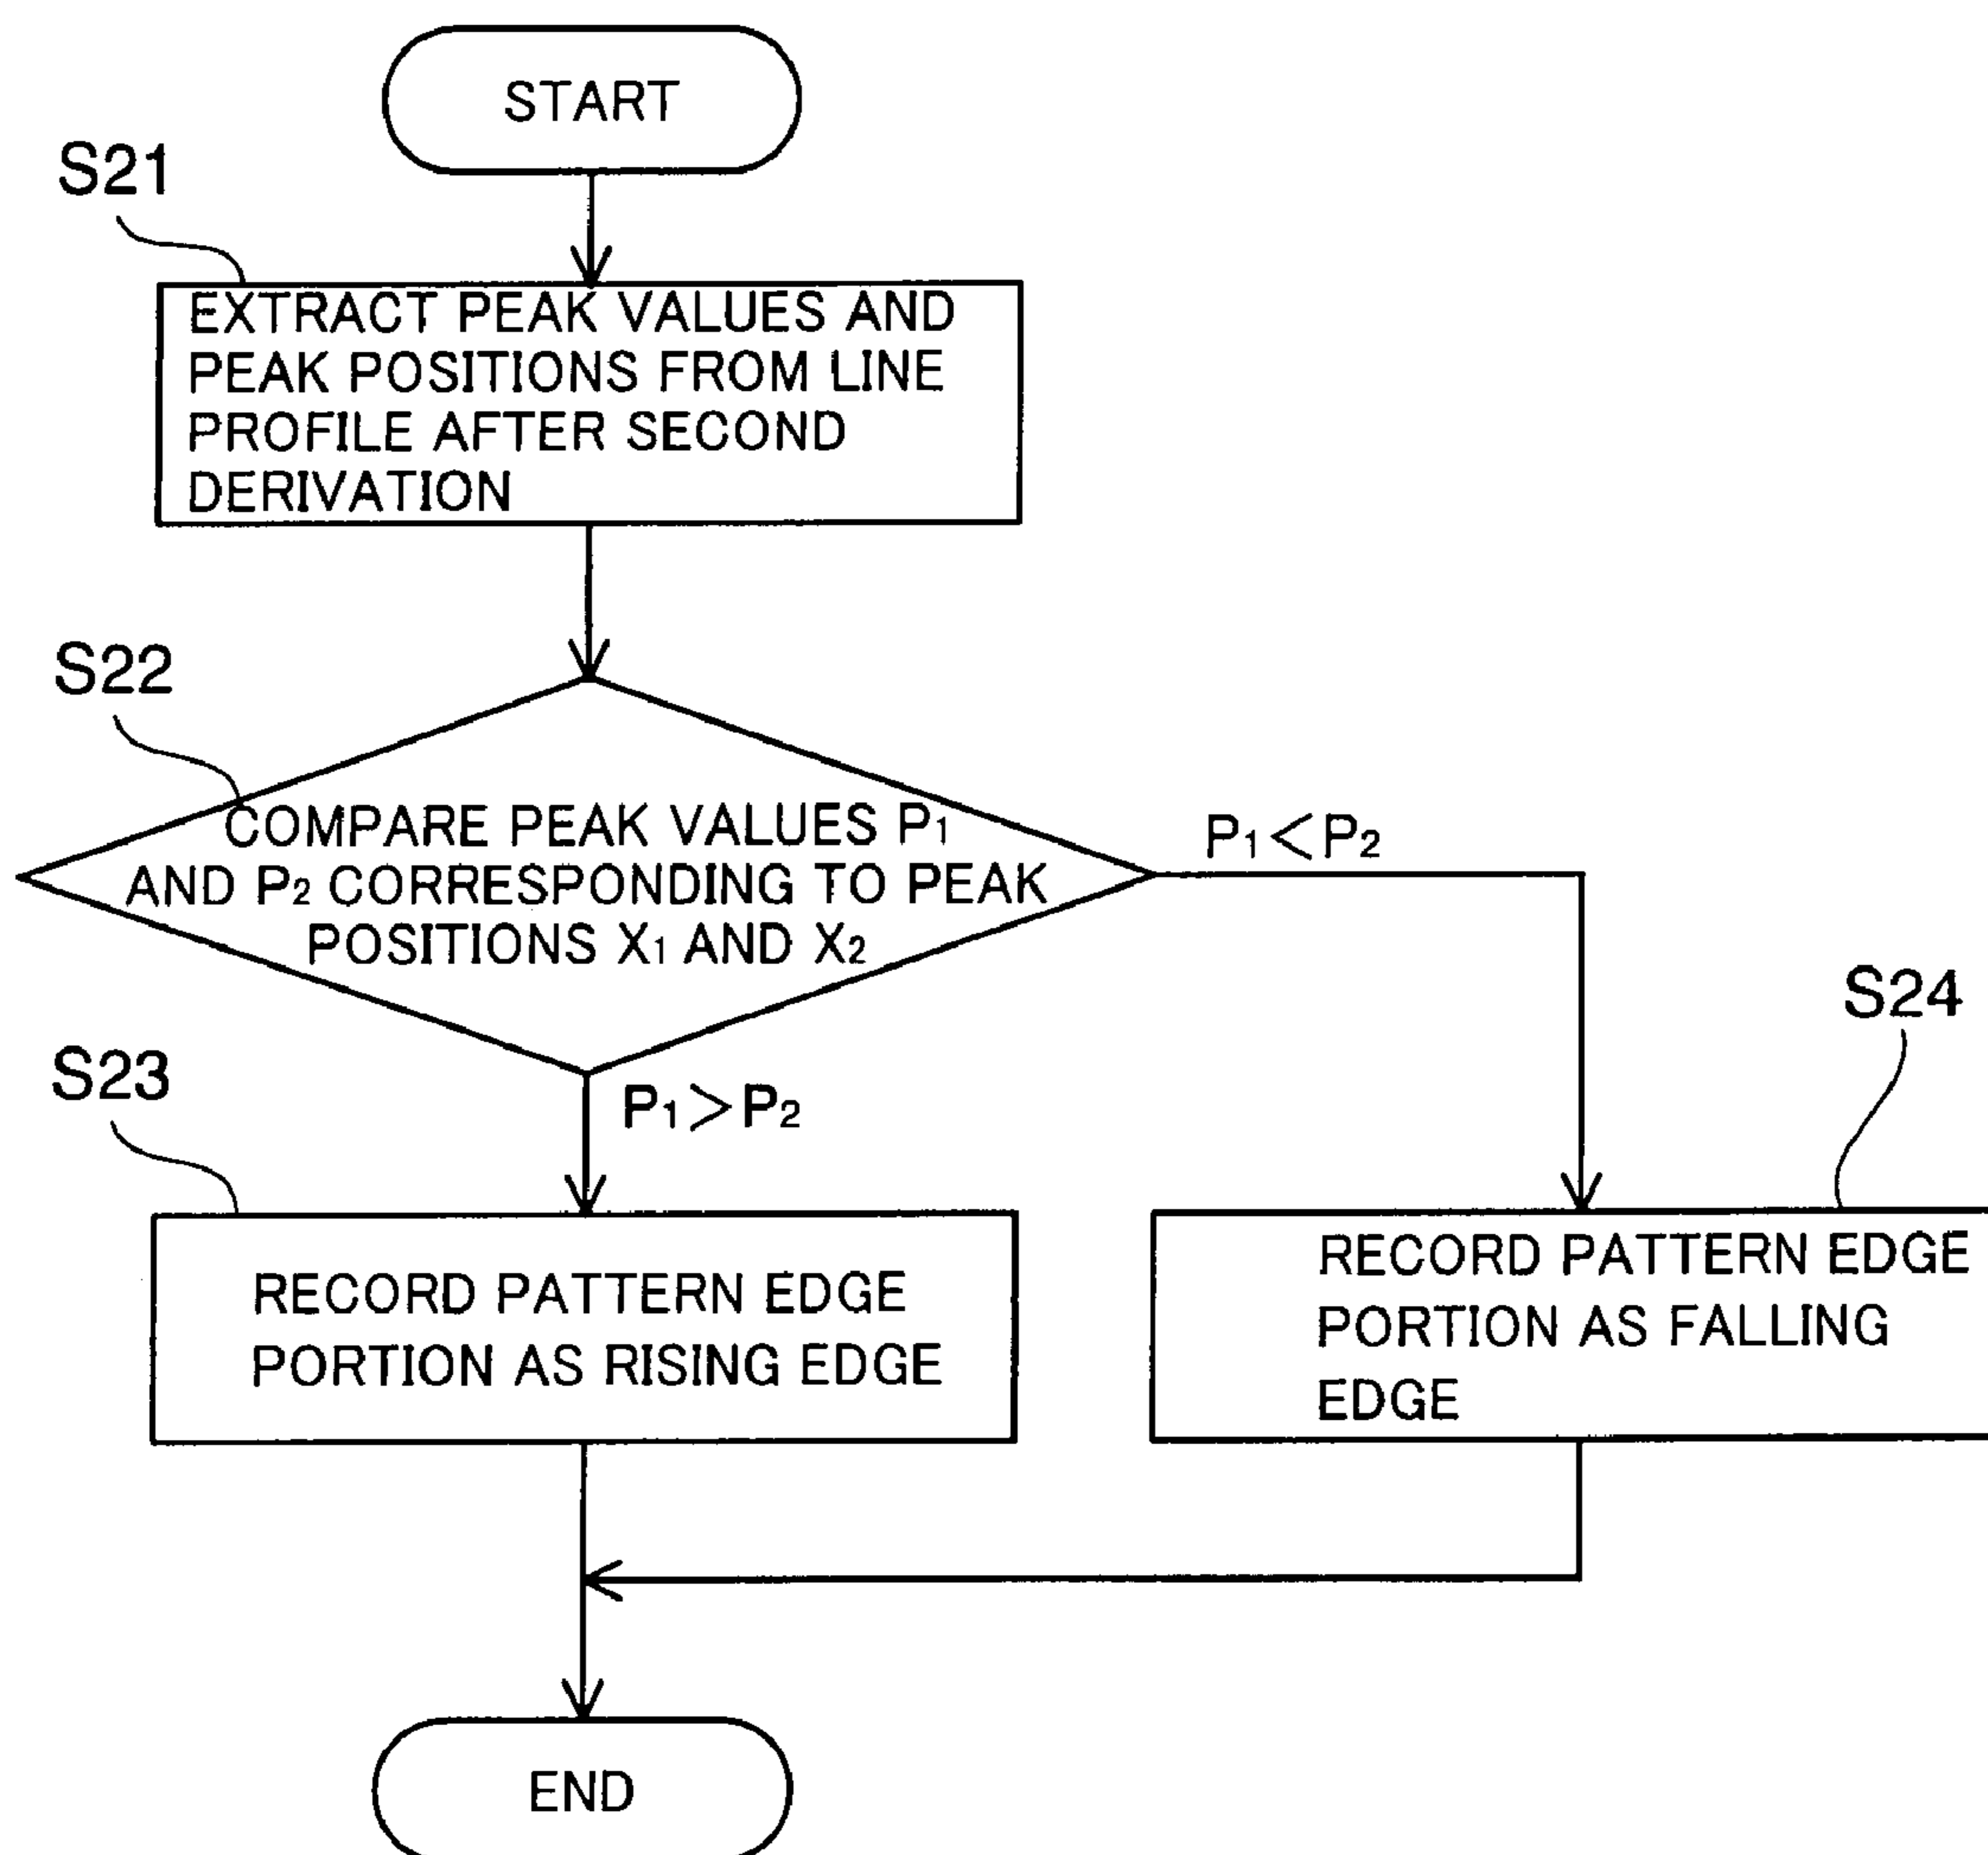 START
S21
EXTRACT PEAK VALUES AND
PEAK POSITIONS FROM LINE
PROFILE AFTER SECOND
DERIVATION
S22
COMPARE PEAK VALUES P1
AND P2 CORRESPONDING TO PEAK
POSITIONS X1 AND X2
P1<P2
S23
P1>P2
S24
RECORD PATTERN EDGE
PORTION AS RISING EDGE
RECORD PATTERN EDGE
PORTION AS FALLING
EDGE
END